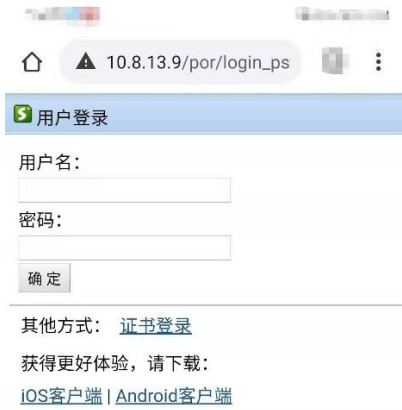 10.8.13.9/por/login_ps
用户登录
用户名：
密码：
确 定
其他方式： 证书登录
获得更好体验，请下载：
iOS客户端 | Android客户端